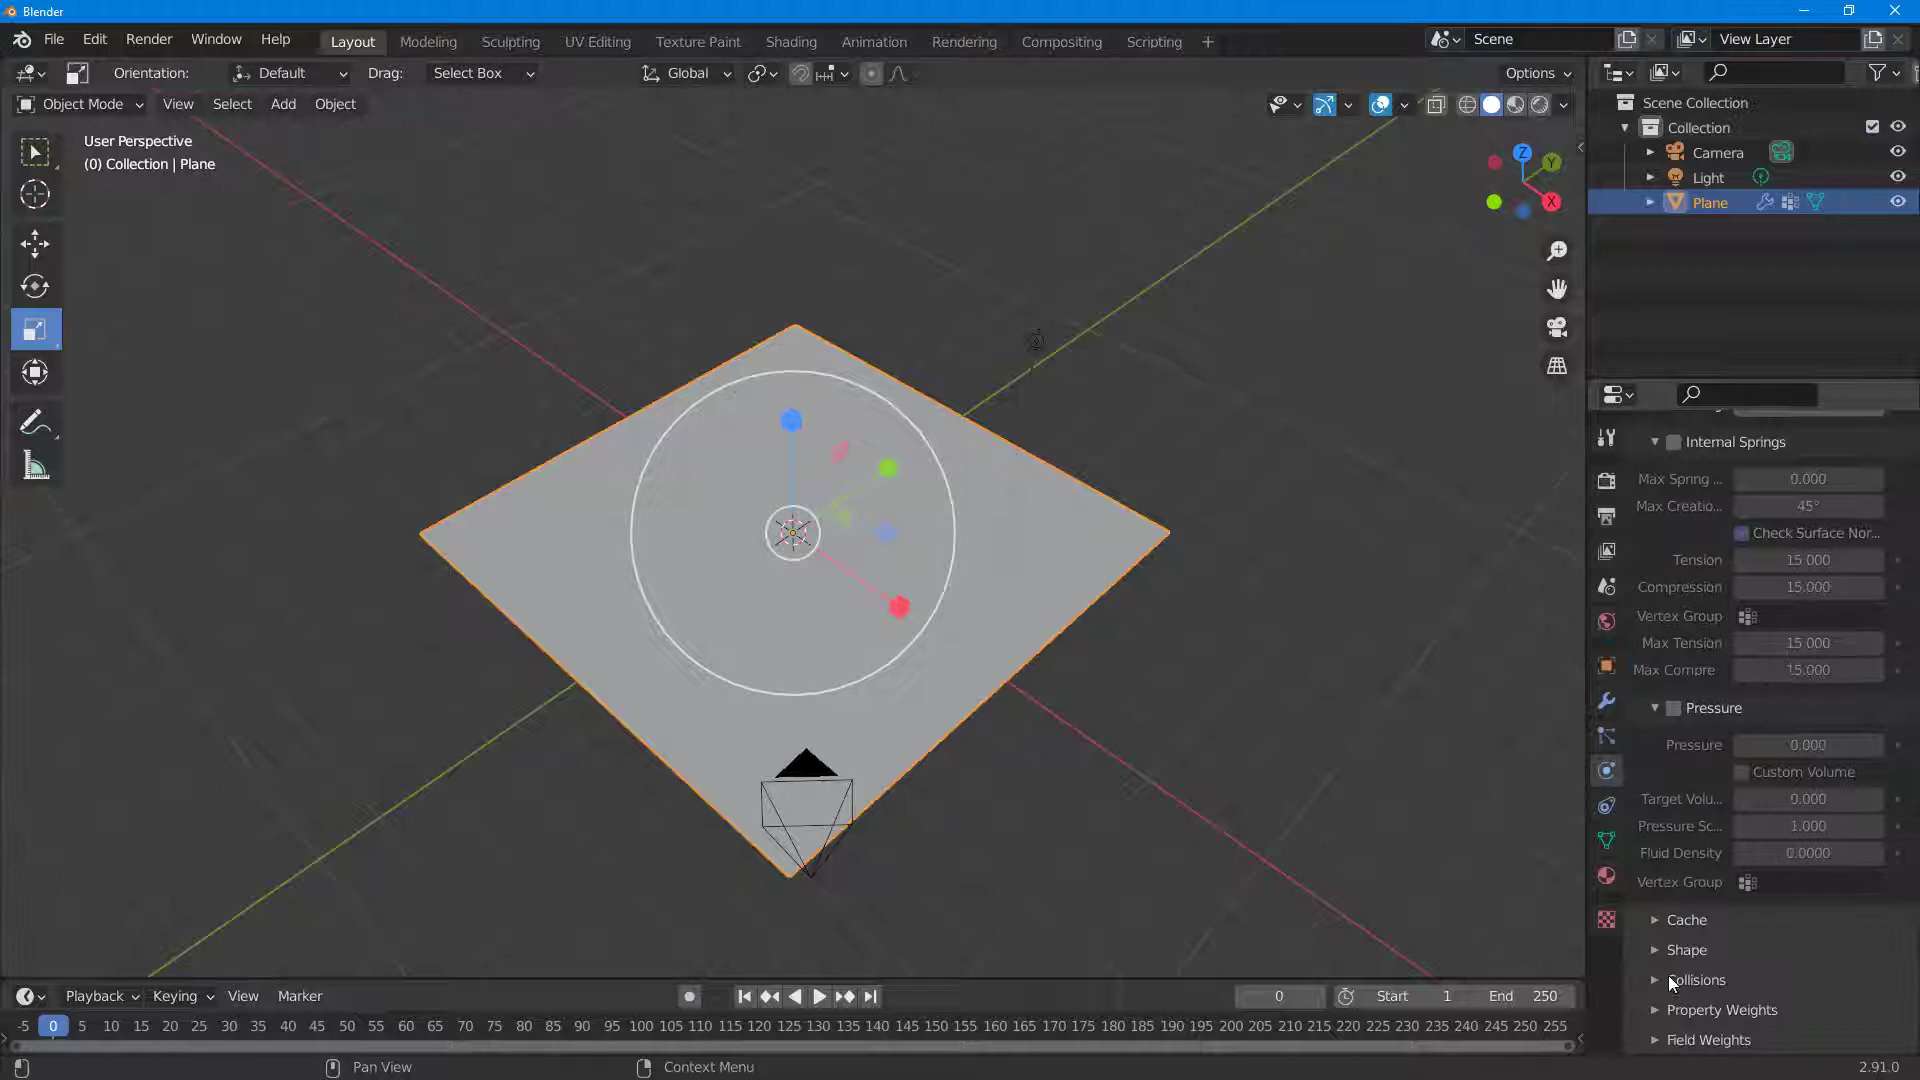 Blender
File Edit Render Window Help Layout Modeling Sculpting UV Editing Texture Paint Shading Animation Rendering Compositing Scripting + Scene View Layer
Orientation: Default Drag: Select Box Global Options
Object Mode View Select Add Object
User Perspective
(0) Collection | Plane
Z
Y
X
Scene Collection
Collection
Camera
Light
Plane
Internal Springs
Max Spring ... 0.000
Max Creatio... 45°
Check Surface Nor...
Tension 15.000
Compression 15.000
Vertex Group
Max Tension 15.000
Max Compre 15.000
Pressure
Pressure 0.000
Custom Volume
Target Volu... 0.000
Pressure Sc... 1.000
Fluid Density 0.0000
Vertex Group
Cache
Shape
Collisions
Property Weights
Field Weights
Playback Keying View Marker 0 Start 1 End 250
-5 0 5 10 15 20 25 30 35 40 45 50 55 60 65 70 75 80 85 90 95 100 105 110 115 120 125 130 135 140 145 150 155 160 165 170 175 180 185 190 195 200 205 210 215 220 225 230 235 240 245 250 255
Pan View Context Menu 2.91.0